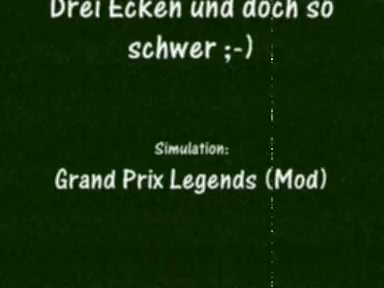 Drei Ecken und doch so
schwer ;-)
Simulation:
Grand Prix Legends (Mod)